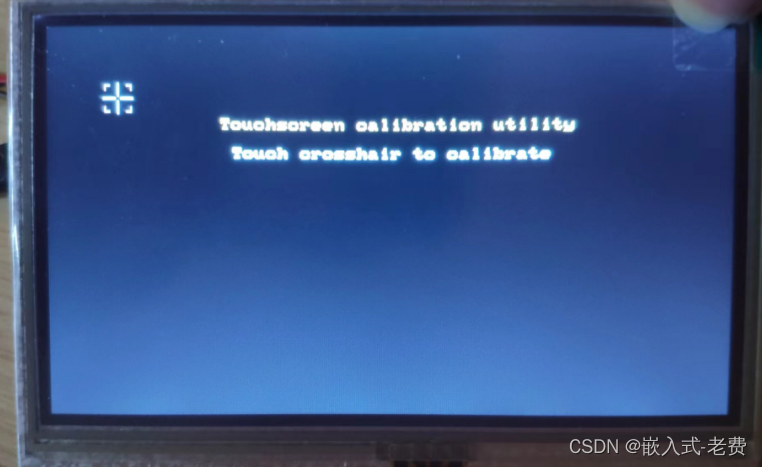 Touchscreen calibration utility
Touch crosshair to calibrate
CSDN @嵌入式-老费